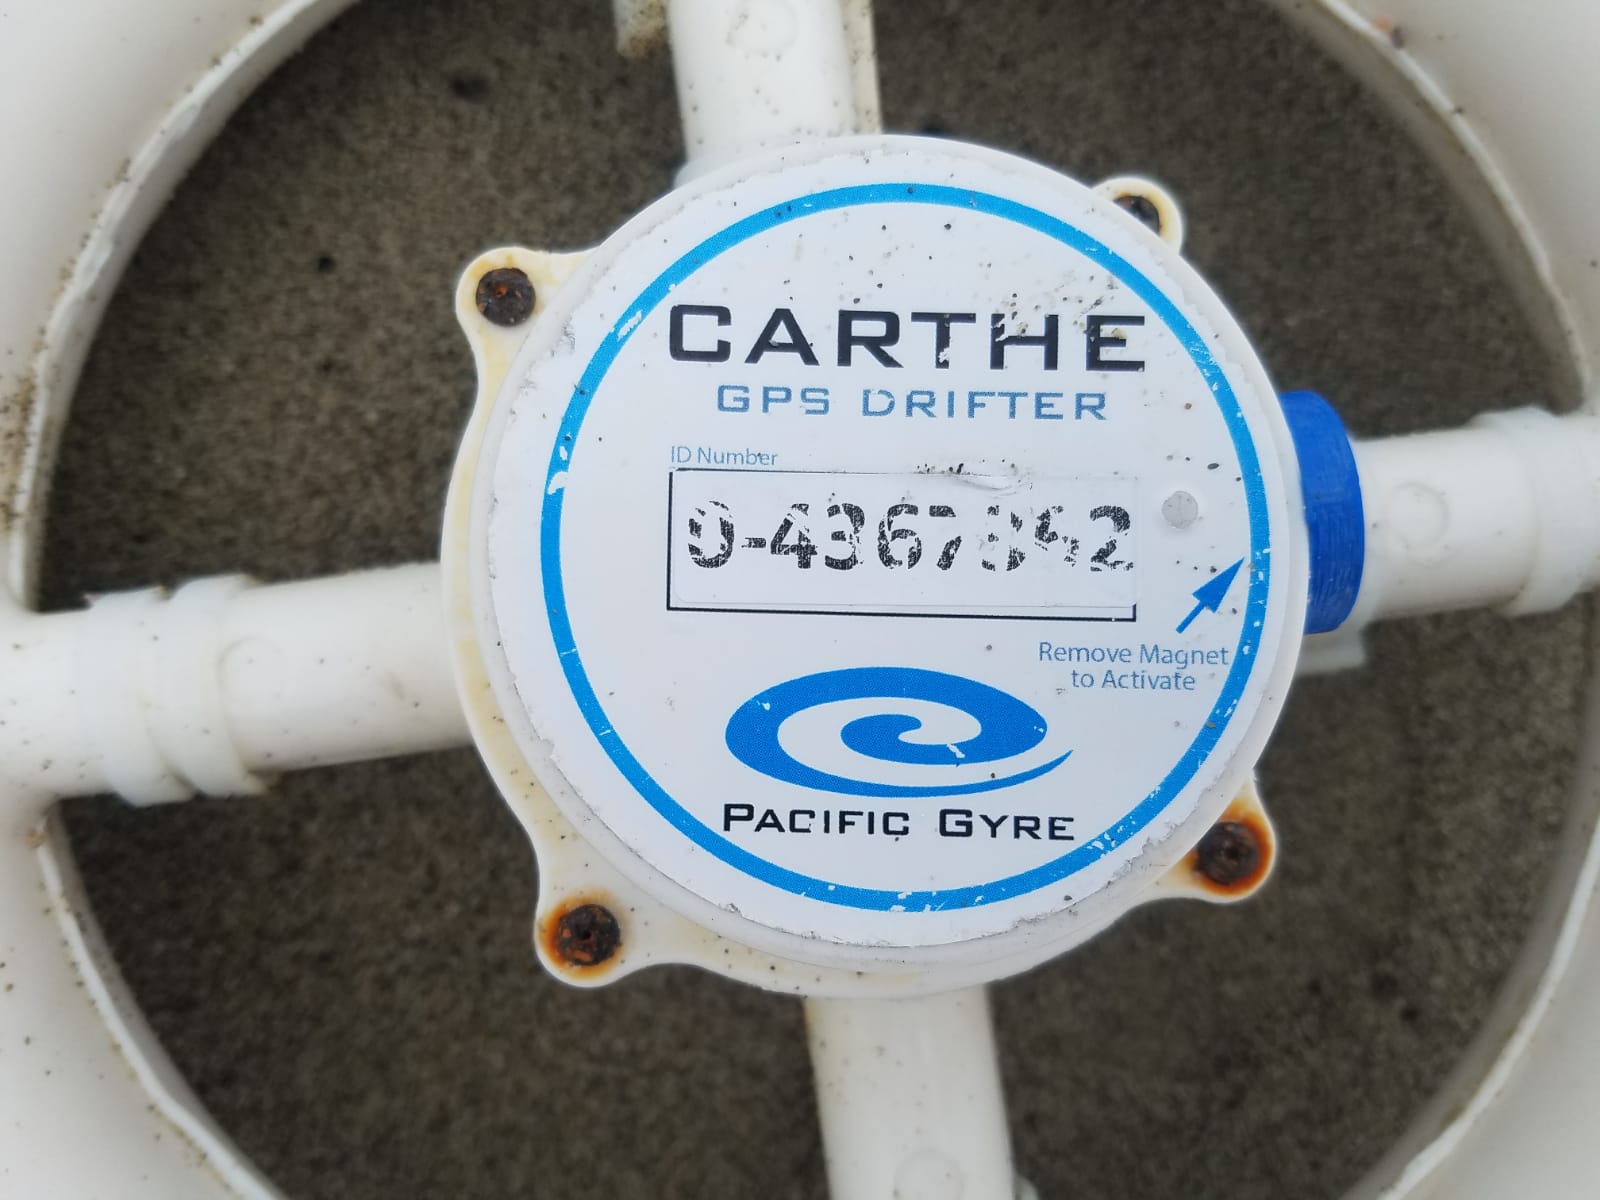 CARTHE
GPS DRIFTER
ID Number
Remove Magnet
to Activate
PACIFIC GYRE